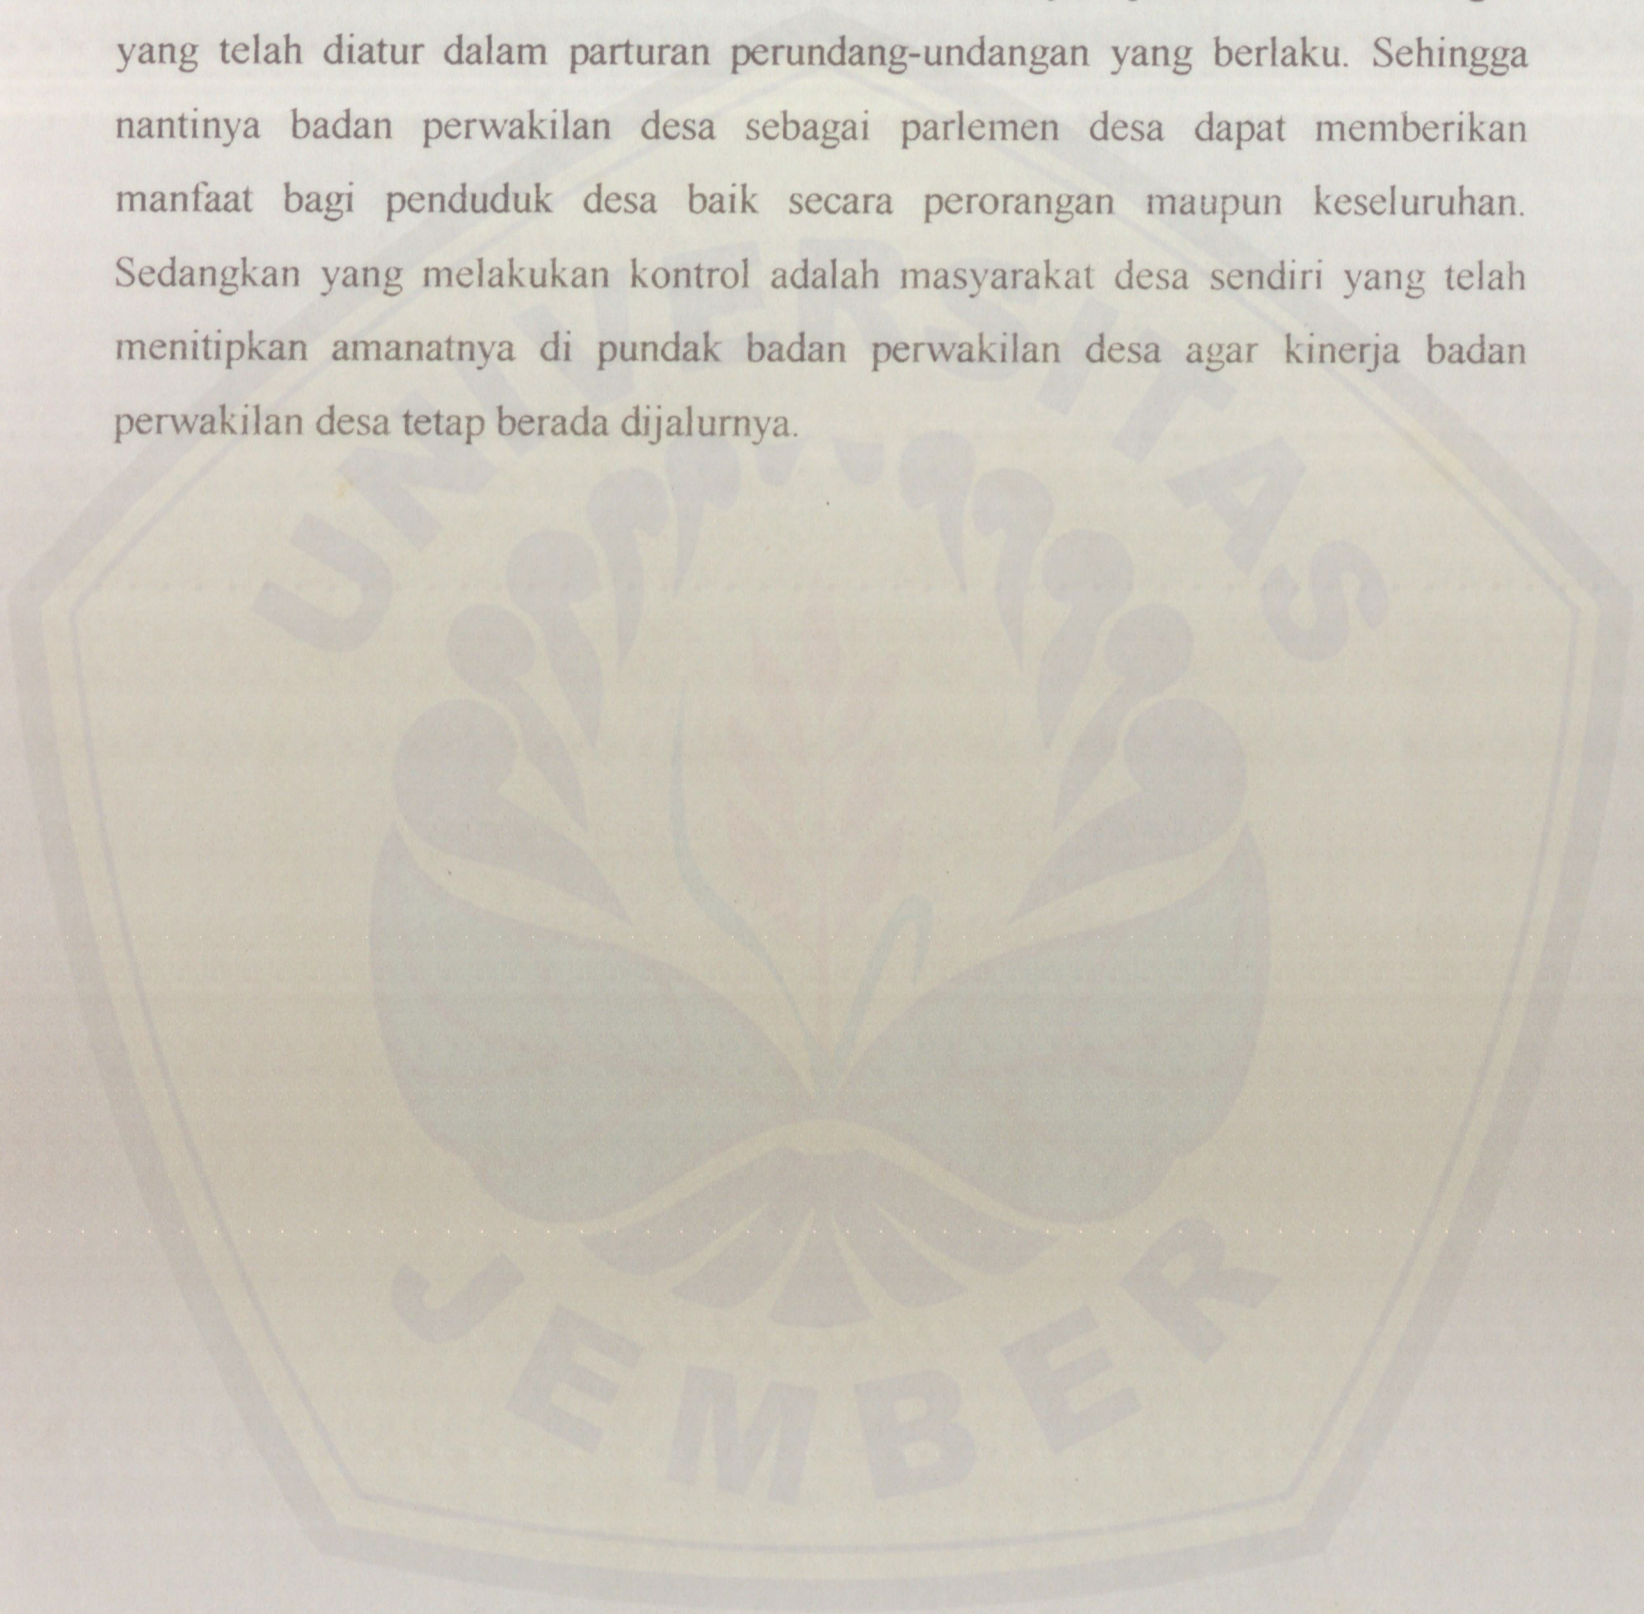 yang telah diatur dalam parturan perundang-undangan yang berlaku. Sehingga
nantinya badan perwakilan desa sebagai parlemen desa dapat memberikan
manfaat bagi penduduk desa baik secara perorangan maupun keseluruhan.
Sedangkan yang melakukan kontrol adalah masyarakat desa sendiri yang telah
menitipkan amanatnya di pundak badan perwakilan desa agar kinerja badan
perwakilan desa tetap berada dijalurnya.
UNIVERSITAS
JEMBER